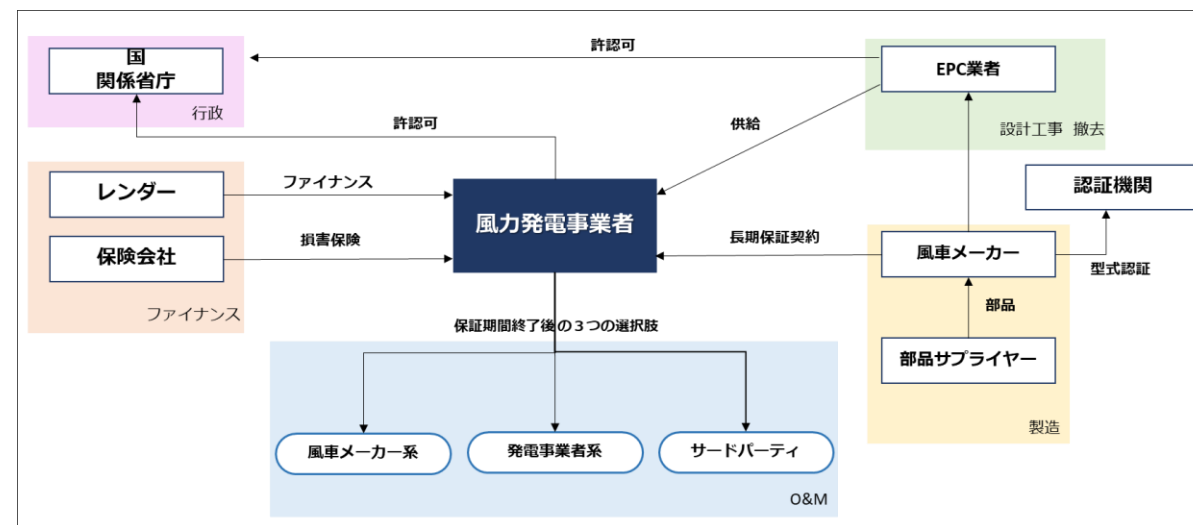 国
関係省庁
行政
許認可
EPC業者
設計工事 撤去
許認可
供給
レンダー
ファイナンス
風力発電事業者
認証機関
保険会社
損害保険
長期保証契約
風車メーカー
型式認証
ファイナンス
部品
保証期間終了後の３つの選択肢
部品サプライヤー
製造
風車メーカー系
発電事業者系
サードパーティ
O&M